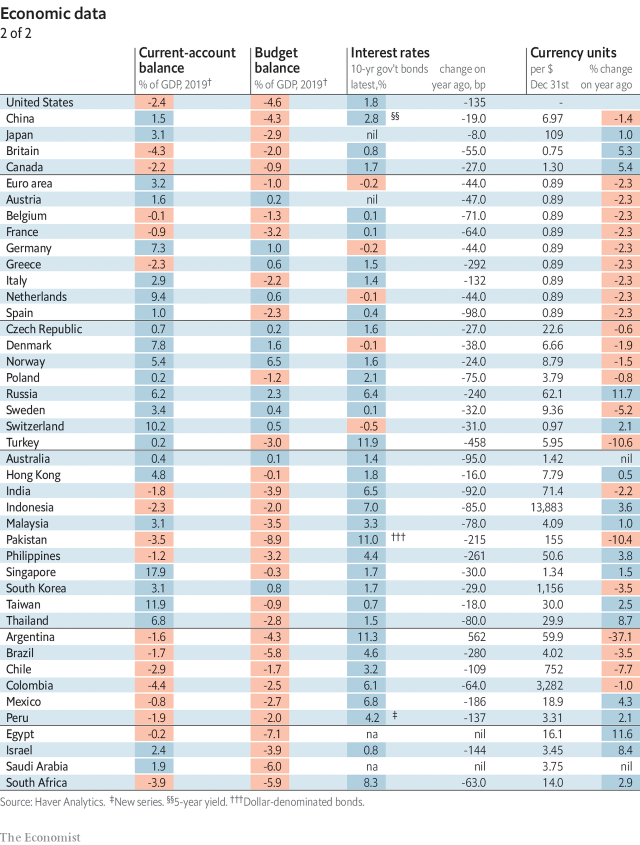 Economic data
2 of 2
Current-account balance Budget balance Interest rates Currency units
% of GDP, 2019† % of GDP, 2019† 10-yr gov't bonds latest,% change on year ago, bp per $ Dec 31st % change on year ago
United States -2.4 -4.6 1.8 -135 -
China 1.5 -4.3 2.8 §§ -19.0 6.97 -1.4
Japan 3.1 -2.9 nil -8.0 109 1.0
Britain -4.3 -2.0 0.8 -55.0 0.75 5.3
Canada -2.2 -0.9 1.7 -27.0 1.30 5.4
Euro area 3.2 -1.0 -0.2 -44.0 0.89 -2.3
Austria 1.6 0.2 nil -47.0 0.89 -2.3
Belgium -0.1 -1.3 0.1 -71.0 0.89 -2.3
France -0.9 -3.2 0.1 -64.0 0.89 -2.3
Germany 7.3 1.0 -0.2 -44.0 0.89 -2.3
Greece -2.3 0.6 1.5 -292 0.89 -2.3
Italy 2.9 -2.2 1.4 -132 0.89 -2.3
Netherlands 9.4 0.6 -0.1 -44.0 0.89 -2.3
Spain 1.0 -2.3 0.4 -98.0 0.89 -2.3
Czech Republic 0.7 0.2 1.6 -27.0 22.6 -0.6
Denmark 7.8 1.6 -0.1 -38.0 6.66 -1.9
Norway 5.4 6.5 1.6 -24.0 8.79 -1.5
Poland 0.2 -1.2 2.1 -75.0 3.79 -0.8
Russia 6.2 2.3 6.4 -240 62.1 11.7
Sweden 3.4 0.4 0.1 -32.0 9.36 -5.2
Switzerland 10.2 0.5 -0.5 -31.0 0.97 2.1
Turkey 0.2 -3.0 11.9 -458 5.95 -10.6
Australia 0.4 0.1 1.4 -95.0 1.42 nil
Hong Kong 4.8 -0.1 1.8 -16.0 7.79 0.5
India -1.8 -3.9 6.5 -92.0 71.4 -2.2
Indonesia -2.3 -2.0 7.0 -85.0 13,883 3.6
Malaysia 3.1 -3.5 3.3 -78.0 4.09 1.0
Pakistan -3.5 -8.9 11.0 ††† -215 155 -10.4
Philippines -1.2 -3.2 4.4 -261 50.6 3.8
Singapore 17.9 -0.3 1.7 -30.0 1.34 1.5
South Korea 3.1 0.8 1.7 -29.0 1,156 -3.5
Taiwan 11.9 -0.9 0.7 -18.0 30.0 2.5
Thailand 6.8 -2.8 1.5 -80.0 29.9 8.7
Argentina -1.6 -4.3 11.3 562 59.9 -37.1
Brazil -1.7 -5.8 4.6 -280 4.02 -3.5
Chile -2.9 -1.7 3.2 -109 752 -7.7
Colombia -4.4 -2.5 6.1 -64.0 3,282 -1.0
Mexico -0.8 -2.7 6.8 -186 18.9 4.3
Peru -1.9 -2.0 4.2 ‡ -137 3.31 2.1
Egypt -0.2 -7.1 na nil 16.1 11.6
Israel 2.4 -3.9 0.8 -144 3.45 8.4
Saudi Arabia 1.9 -6.0 na nil 3.75 nil
South Africa -3.9 -5.9 8.3 -63.0 14.0 2.9
Source: Haver Analytics. ‡New series. §§5-year yield. †††Dollar-denominated bonds.
The Economist